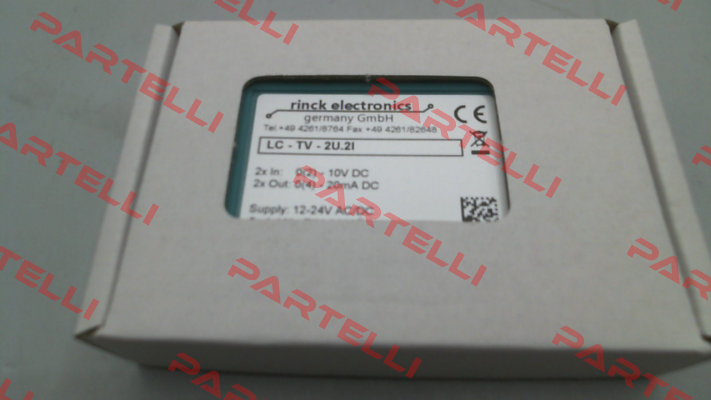 rinck electronics
germany GmbH
Tel +49 4261/8764 Fax +49 4261/82648
CE
LC - TV - 2U.2I
2x In: 0(2) - 10V DC
2x Out: 0(4) - 20mA DC
Supply: 12-24V AC/DC
PARTELLI
PARTELLI
PARTELLI
PARTELLI
PARTELLI
PARTELLI
PARTELLI
PARTELLI
PARTELLI